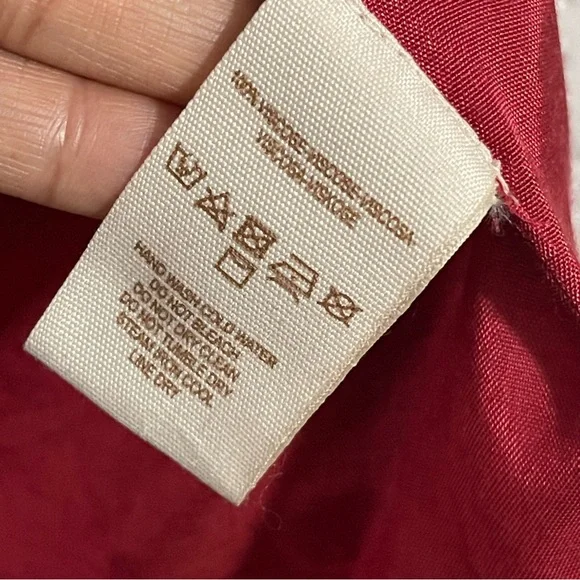 100% VISCOSE-VISCOSE-VISCOSA-
VISCOSA-VISKOSE
HAND WASH COLD WATER
DO NOT BLEACH
DO NOT DRY CLEAN
DO NOT TUMBLE DRY
STEAM IRON COOL
LINE DRY